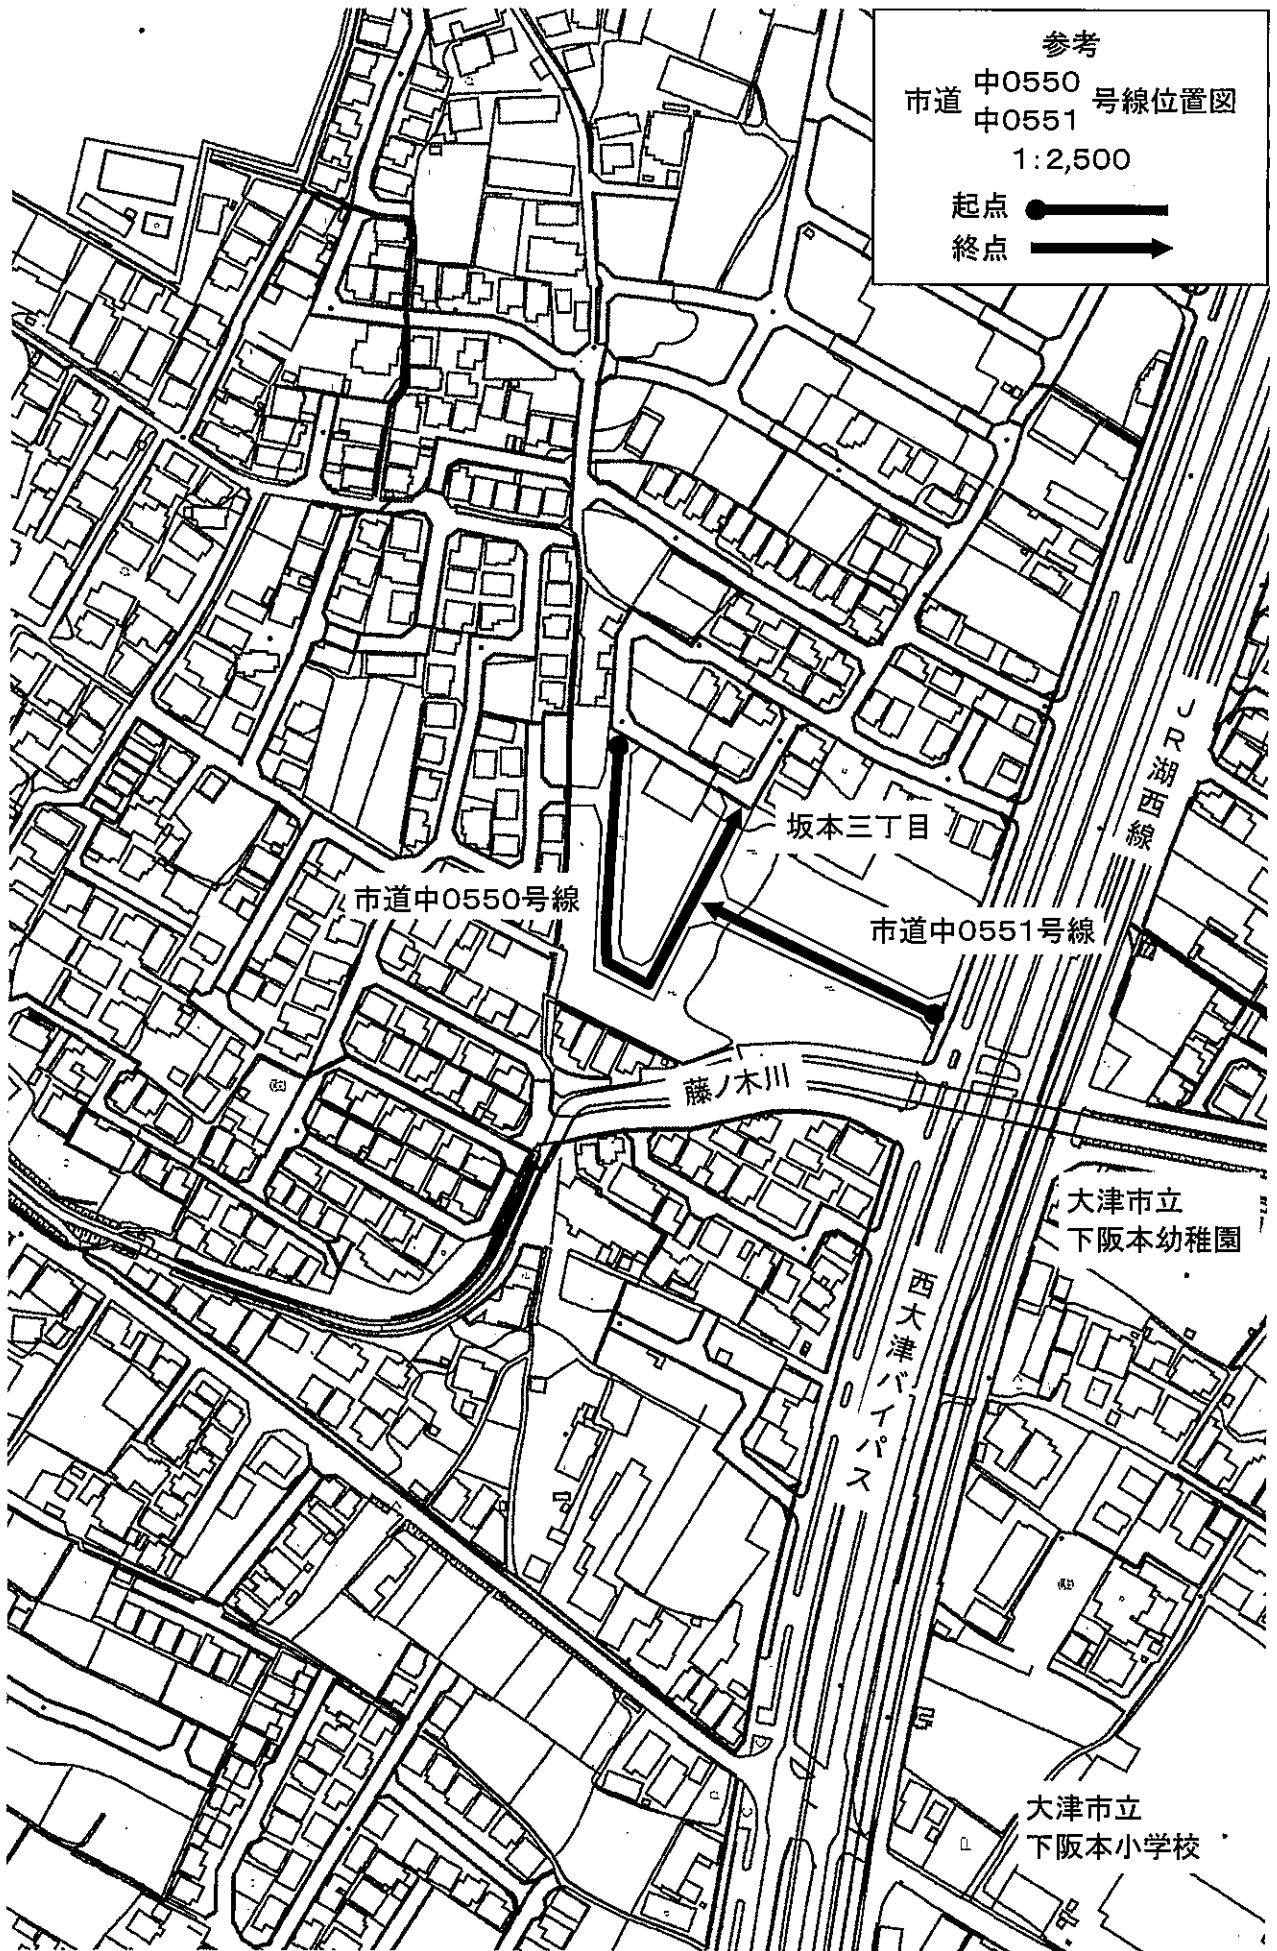 参考
市道 中0550 号線位置図
中0551
1:2,500
起点
終点
JR湖西線
坂本三丁目
市道中0550号線
市道中0551号線
藤ノ木川
大津市立
下阪本幼稚園
西大津バイパス
大津市立
下阪本小学校